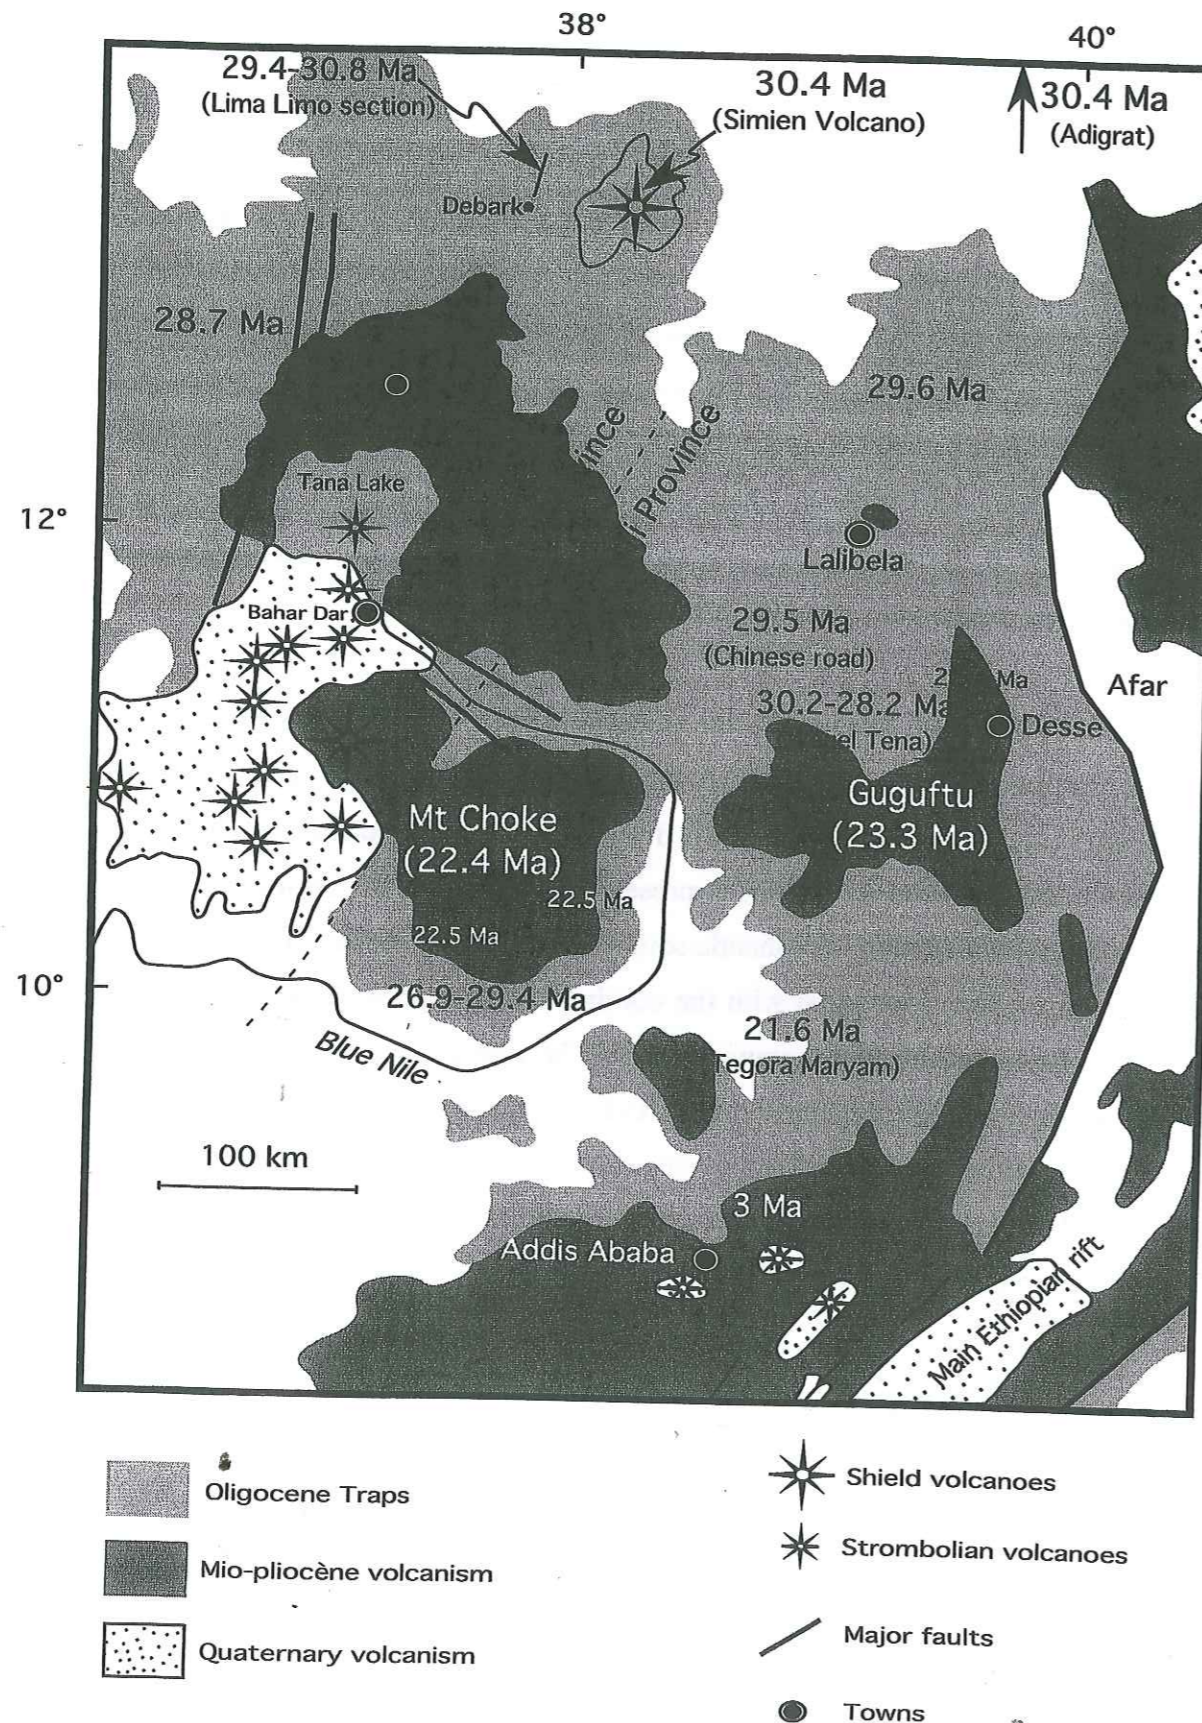 38°
40°
29.4-30.8 Ma
(Lima Limo section)
30.4 Ma
(Simien Volcano)
30.4 Ma
(Adigrat)
Debark
28.7 Ma
29.6 Ma
Province
Tana Lake
12°
Lalibela
Bahar Dar
29.5 Ma
(Chinese road)
Ma
30.2-28.2 Ma
Tena)
Desse
Afar
Mt Choke
(22.4 Ma)
Guguftu
(23.3 Ma)
22.5 Ma
22.5 Ma
10°
26.9-29.4 Ma
21.6 Ma
Tegora Maryam)
Blue Nile
100 km
3 Ma
Addis Ababa
Main Ethiopian rift
Oligocene Traps
Mio-pliocène volcanism
Quaternary volcanism
Shield volcanoes
Strombolian volcanoes
Major faults
Towns